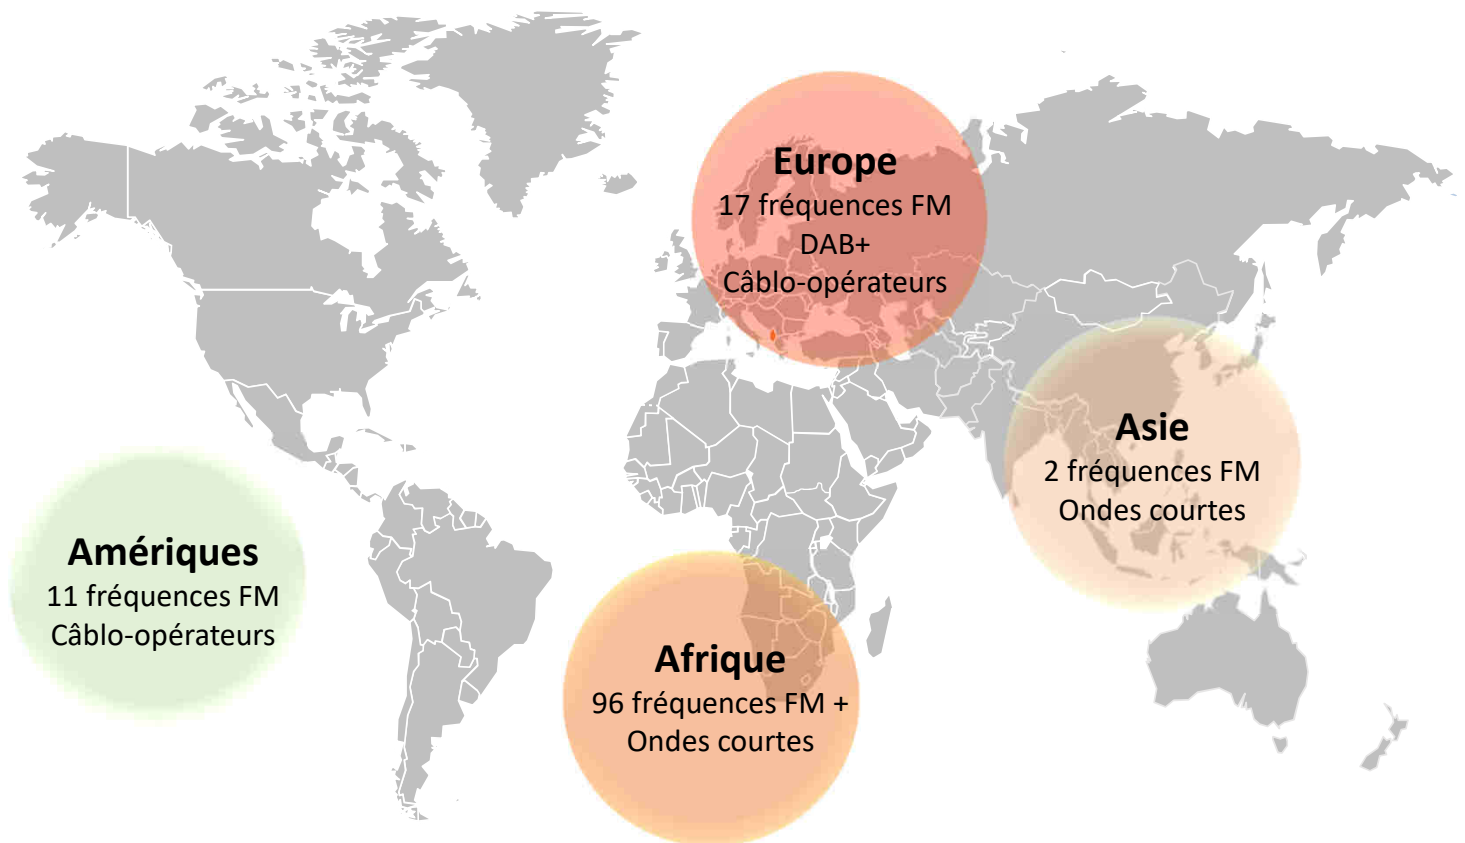 Europe
17 fréquences FM
DAB+
Câblo-opérateurs
Asie
2 fréquences FM
Ondes courtes
Amériques
11 fréquences FM
Câblo-opérateurs
Afrique
96 fréquences FM +
Ondes courtes